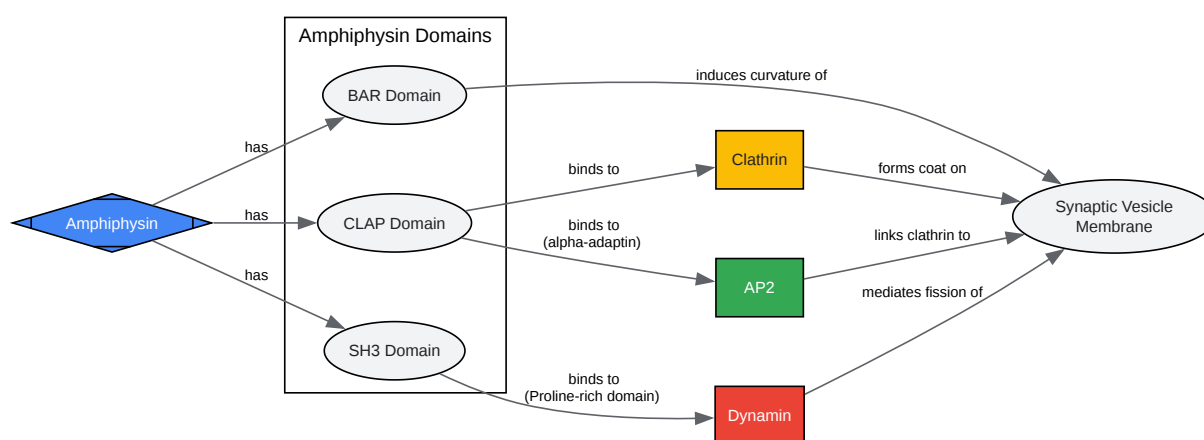 Amphiphysin Domains
BAR Domain
induces curvature of
has
Clathrin
binds to
forms coat on
Amphiphysin
has
CLAP Domain
Synaptic Vesicle
Membrane
binds to
(alpha-adaptin)
links clathrin to
has
AP2
mediates fission of
SH3 Domain
binds to
(Proline-rich domain)
Dynamin